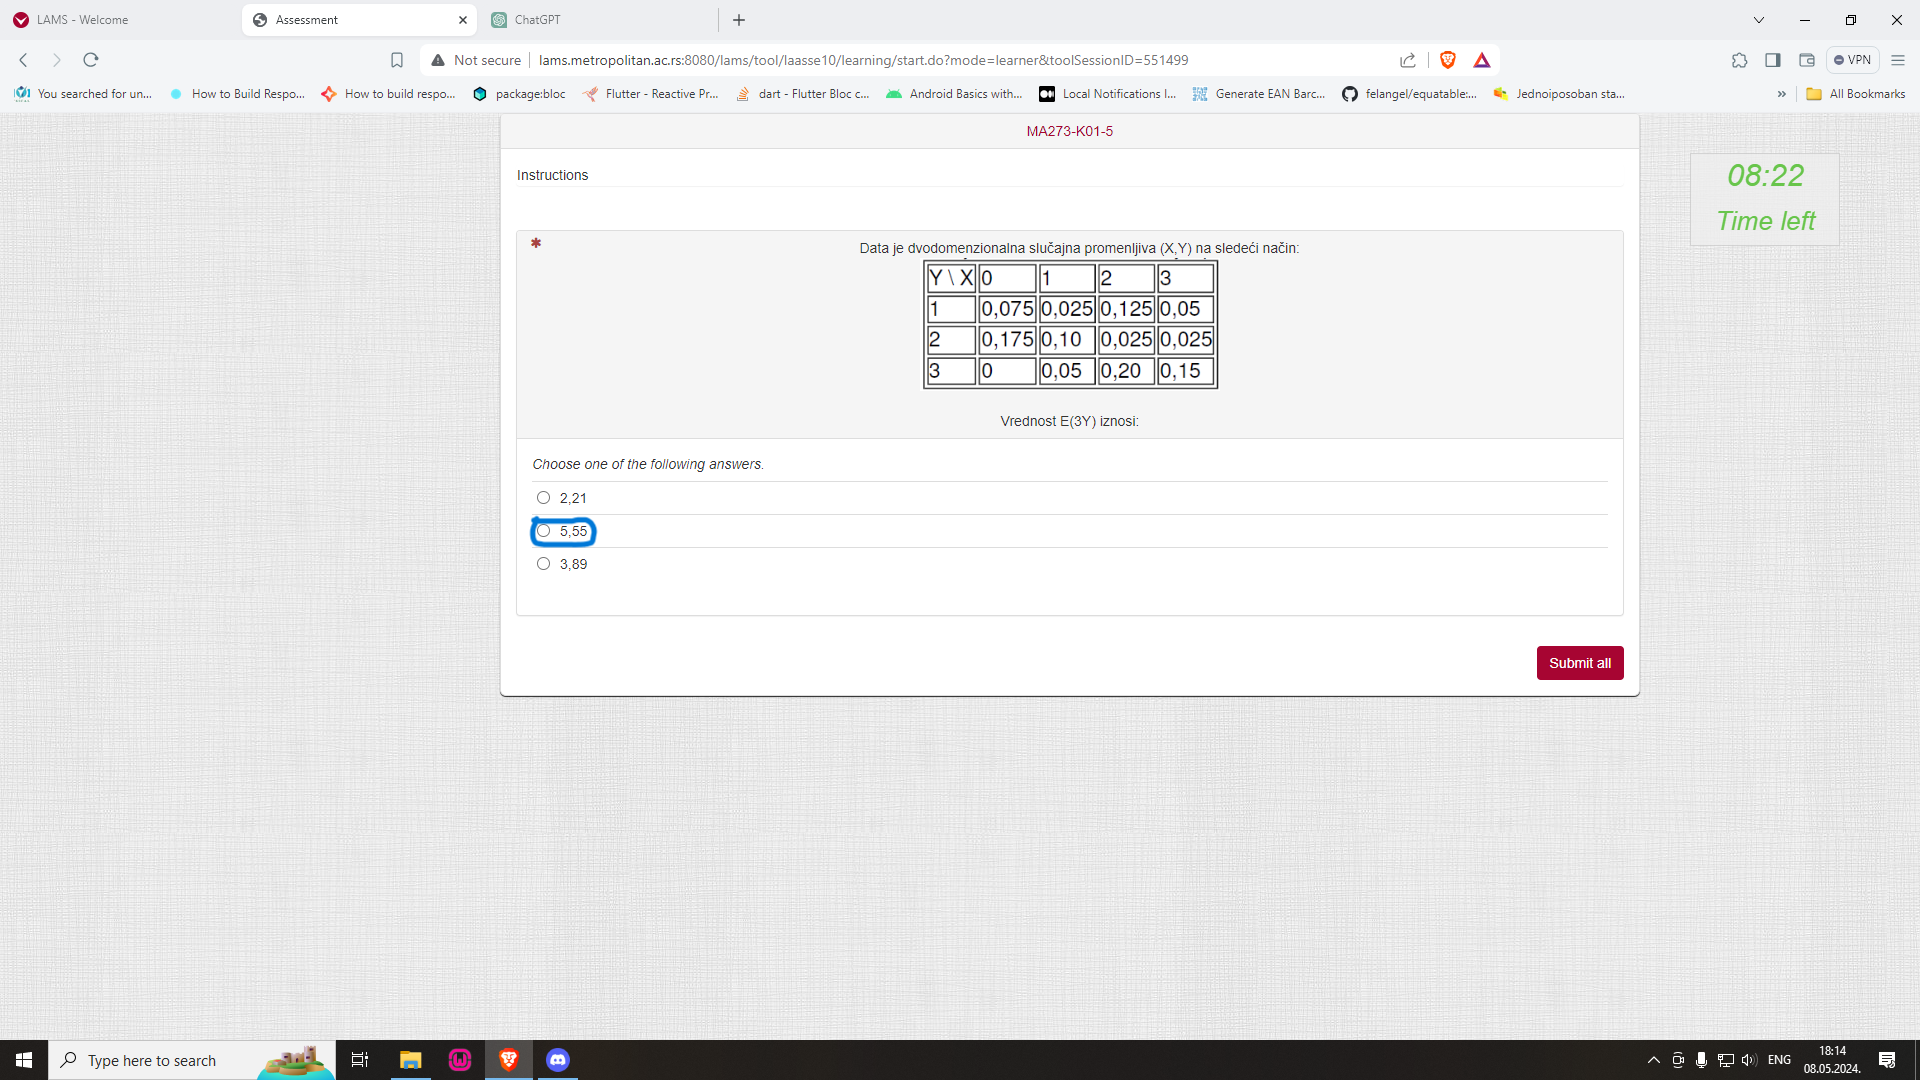 LAMS - Welcome
Assessment
ChatGPT
Not secure
lams.metropolitan.ac.rs:8080/lams/tool/laasse10/learning/start.do?mode=learner&toolSessionID=551499
VPN
You searched for un...
How to Build Respo...
How to build respo...
package:bloc
Flutter - Reactive Pr...
dart - Flutter Bloc c...
Android Basics with...
Local Notifications I...
Generate EAN Barc...
felangel/equatable:...
Jednoiposoban sta...
All Bookmarks
MA273-K01-5
Instructions
08:22
Time left
Data je dvodomenzionalna slučajna promenljiva (X,Y) na sledeći način:
Y \ X 0 1 2 3
1 0,075 0,025 0,125 0,05
2 0,175 0,10 0,025 0,025
3 0 0,05 0,20 0,15
Vrednost E(3Y) iznosi:
Choose one of the following answers.
2,21
5,55
3,89
Submit all
Type here to search
ENG
18:14
08.05.2024.